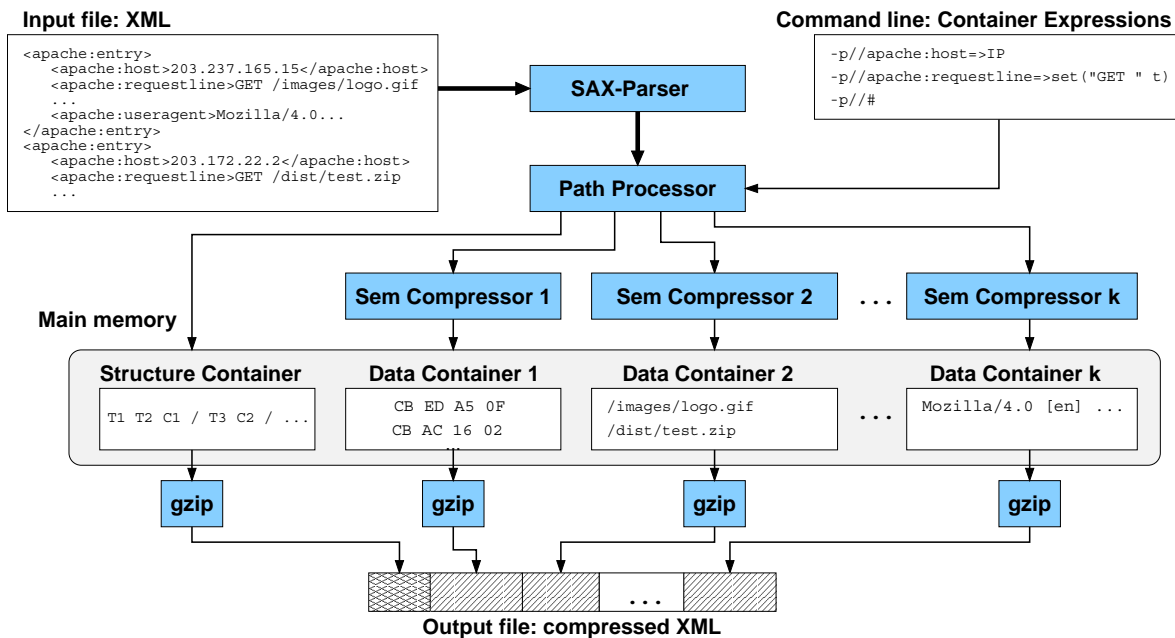 Input file: XML
Command line: Container Expressions
<apache:entry>
<apache:host>203.237.165.15</apache:host>
<apache:requestline>GET /images/logo.gif
...
<apache:useragent>Mozilla/4.0...
</apache:entry>
<apache:entry>
<apache:host>203.172.22.2</apache:host>
<apache:requestline>GET /dist/test.zip
...
-p//apache:host=>IP
-p//apache:requestline=>set("GET " t)
-p//#
SAX-Parser
Path Processor
Sem Compressor 1
Sem Compressor 2
...
Sem Compressor k
Main memory
Structure Container
Data Container 1
Data Container 2
Data Container k
T1 T2 C1 / T3 C2 / ...
CB ED A5 0F
CB AC 16 02
...
/images/logo.gif
/dist/test.zip
...
Mozilla/4.0 [en] ...
gzip
gzip
gzip
gzip
...
Output file: compressed XML